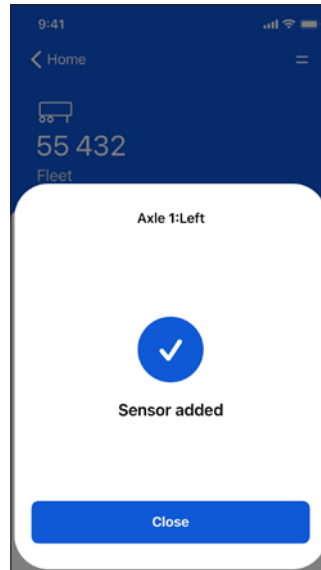 9:41
Home
55 432
Fleet
Axle 1:Left
Sensor added
Close